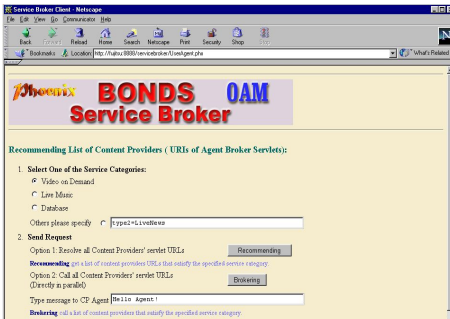 Service Broker Client - Netscape
File Edit View Go Communicator Help
Back Forward Reload Home Search Netscape Print Security Shop Stop
Bookmarks Location: http://fujitsu:8888/servicebroker/UserAgent.pha What's Related
Phoenix BONDS OAM
Service Broker
Recommending List of Content Providers ( URIs of Agent Broker Servlets):
1. Select One of the Service Categories:
Video on Demand
Live Music
Database
Others please specify type2=LiveNews
2. Send Request
Option 1: Resolve all Content Providers' servlet URLs Recommending
Recommending get a list of content providers URLs that satisfy the specified service category.
Option 2: Call all Content Providers' servlet URLs
(Directly in parallel) Brokering
Type message to CP Agent Hello Agent!
Brokering call a list of content providers that satisfy the specified service category.